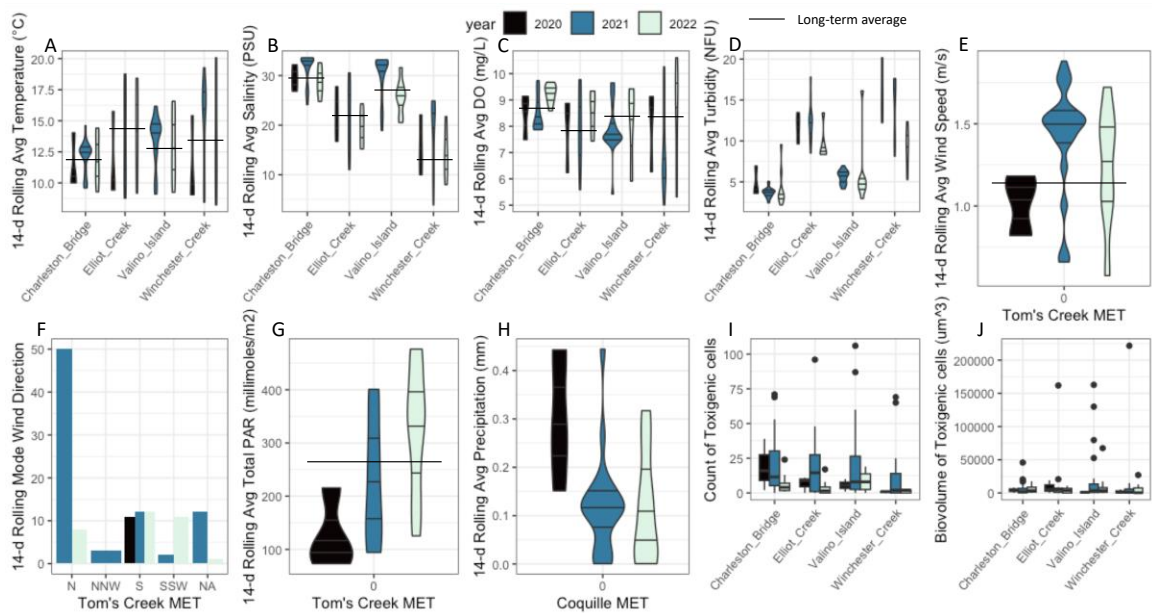 year 2020 2021 2022 Long-term average
A
14-d Rolling Avg Temperature (°C)
20.0
17.5
15.0
12.5
10.0
Charleston_Bridge
Elliot_Creek
Valino_Island
Winchester_Creek
B
14-d Rolling Avg Salinity (PSU)
30
20
10
Charleston_Bridge
Elliot_Creek
Valino_Island
Winchester_Creek
C
14-d Rolling Avg DO (mg/L)
10
9
8
7
6
5
Charleston_Bridge
Elliot_Creek
Valino_Island
Winchester_Creek
D
14-d Rolling Avg Turbidity (NFU)
20
15
10
5
Charleston_Bridge
Elliot_Creek
Valino_Island
Winchester_Creek
E
14-d Rolling Avg Wind Speed (m/s)
1.5
1.0
0
Tom's Creek MET
F
14-d Rolling Mode Wind Direction
50
40
30
20
10
0
N NNW S SSW NA
Tom's Creek MET
G
14-d Rolling Avg Total PAR (millimoles/m2)
400
300
200
100
0
Tom's Creek MET
H
14-d Rolling Avg Precipitation (mm)
0.4
0.3
0.2
0.1
0.0
0
Coquille MET
I
Count of Toxigenic cells
100
75
50
25
0
Charleston_Bridge
Elliot_Creek
Valino_Island
Winchester_Creek
J
Biovolume of Toxigenic cells (um^3)
200000
150000
100000
50000
0
Charleston_Bridge
Elliot_Creek
Valino_Island
Winchester_Creek